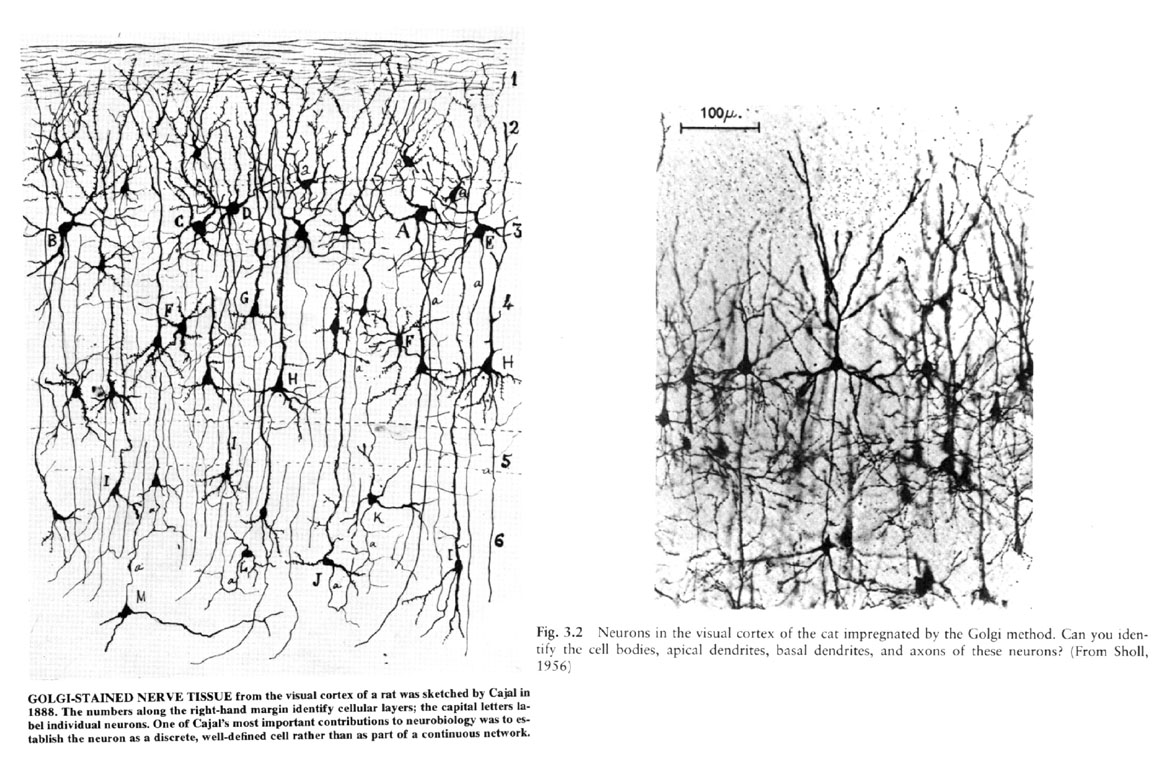 1
2
a
a
a
D
C
A
B
E
3
a
a
G
4
F
F
a
H
H
a
I
5
a
I
a
K
6
a
I
L
J
a
a
a
M
GOLGI-STAINED NERVE TISSUE from the visual cortex of a rat was sketched by Cajal in
1888. The numbers along the right-hand margin identify cellular layers; the capital letters la-
bel individual neurons. One of Cajal's most important contributions to neurobiology was to es-
tablish the neuron as a discrete, well-defined cell rather than as part of a continuous network.
100μ.
Fig. 3.2 Neurons in the visual cortex of the cat impregnated by the Golgi method. Can you iden-
tify the cell bodies, apical dendrites, basal dendrites, and axons of these neurons? (From Sholl,
1956)